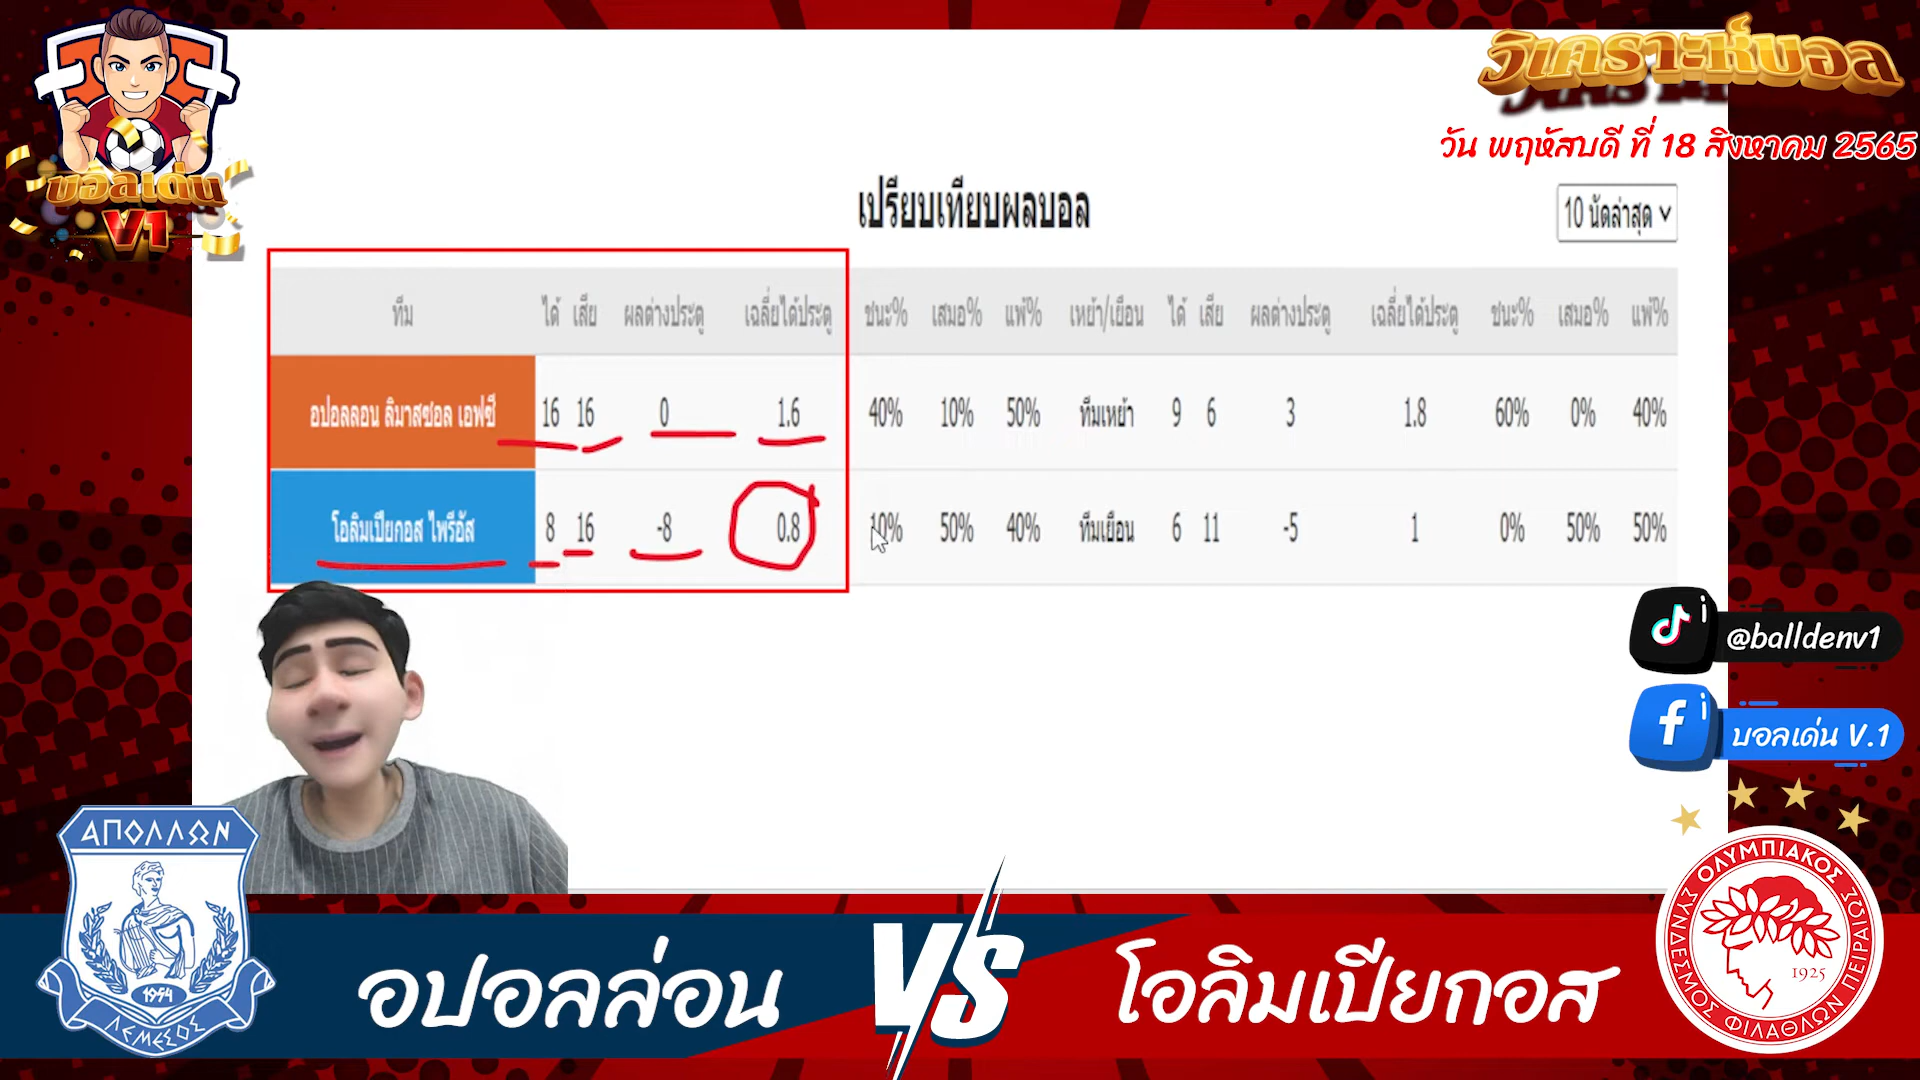 วิเคราะห์บอล
วัน พฤหัสบดี ที่ 18 สิงหาคม 2565
บอลเด่น
V1
เปรียบเทียบผลบอล
10 นัดล่าสุด
ทีม ได้ เสีย ผลต่างประตู เฉลี่ยได้ประตู ชนะ% เสมอ% แพ้% เหย้า/เยือน ได้ เสีย ผลต่างประตู เฉลี่ยได้ประตู ชนะ% เสมอ% แพ้%
อปอลลอน ลิมาสซอล เอฟซี 16 16 0 1.6 40% 10% 50% ทีมเหย้า 9 6 3 1.8 60% 0% 40%
โอลิมเปียกอส ไพรีอัส 8 16 -8 0.8 10% 50% 40% ทีมเยือน 6 11 -5 1 0% 50% 50%
@balldenv1
บอลเด่น V.1
ΑΠΟΛΛΩΝ
1954
ΛΕΜΕΣΟΣ
อปอลล่อน
VS
โอลิมเปียกอส
ΟΛΥΜΠΙΑΚΟΣ
ΣΥΝΔΕΣΜΟΣ ΦΙΛΑΘΛΩΝ ΠΕΙΡΑΙΩΣ
1925